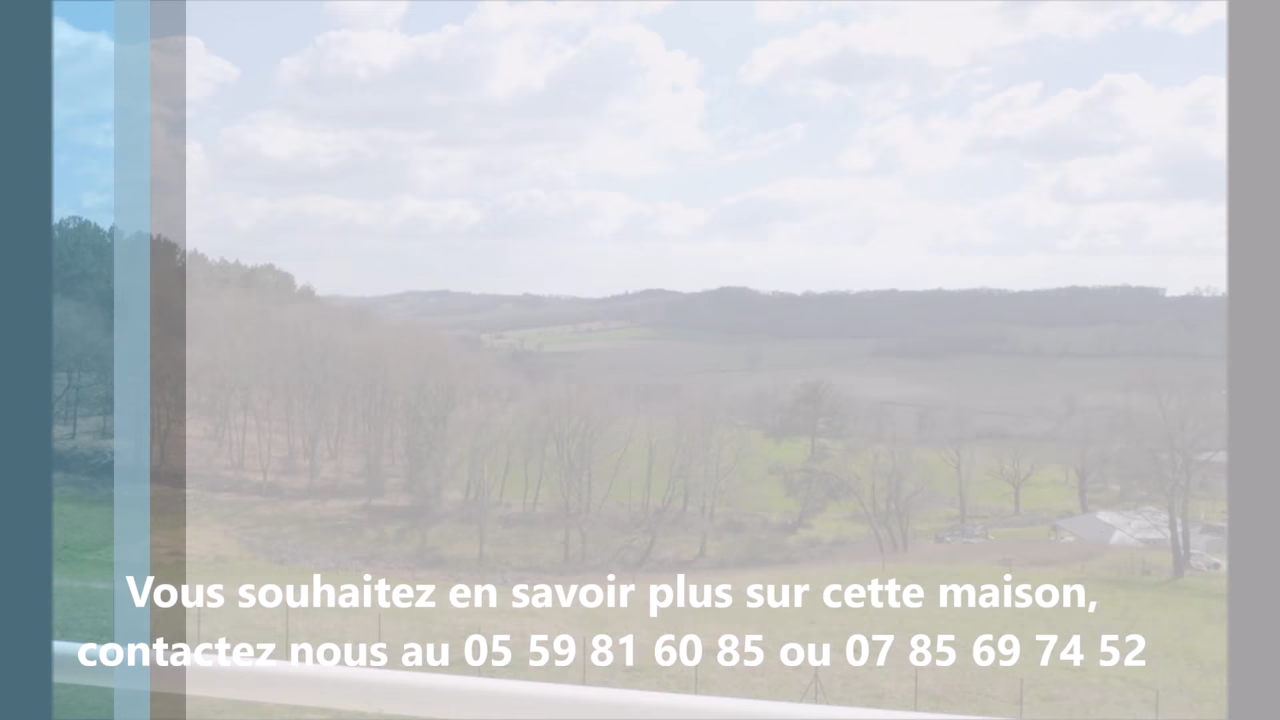 Vous souhaitez en savoir plus sur cette maison,
contactez nous au 05 59 81 60 85 ou 07 85 69 74 52